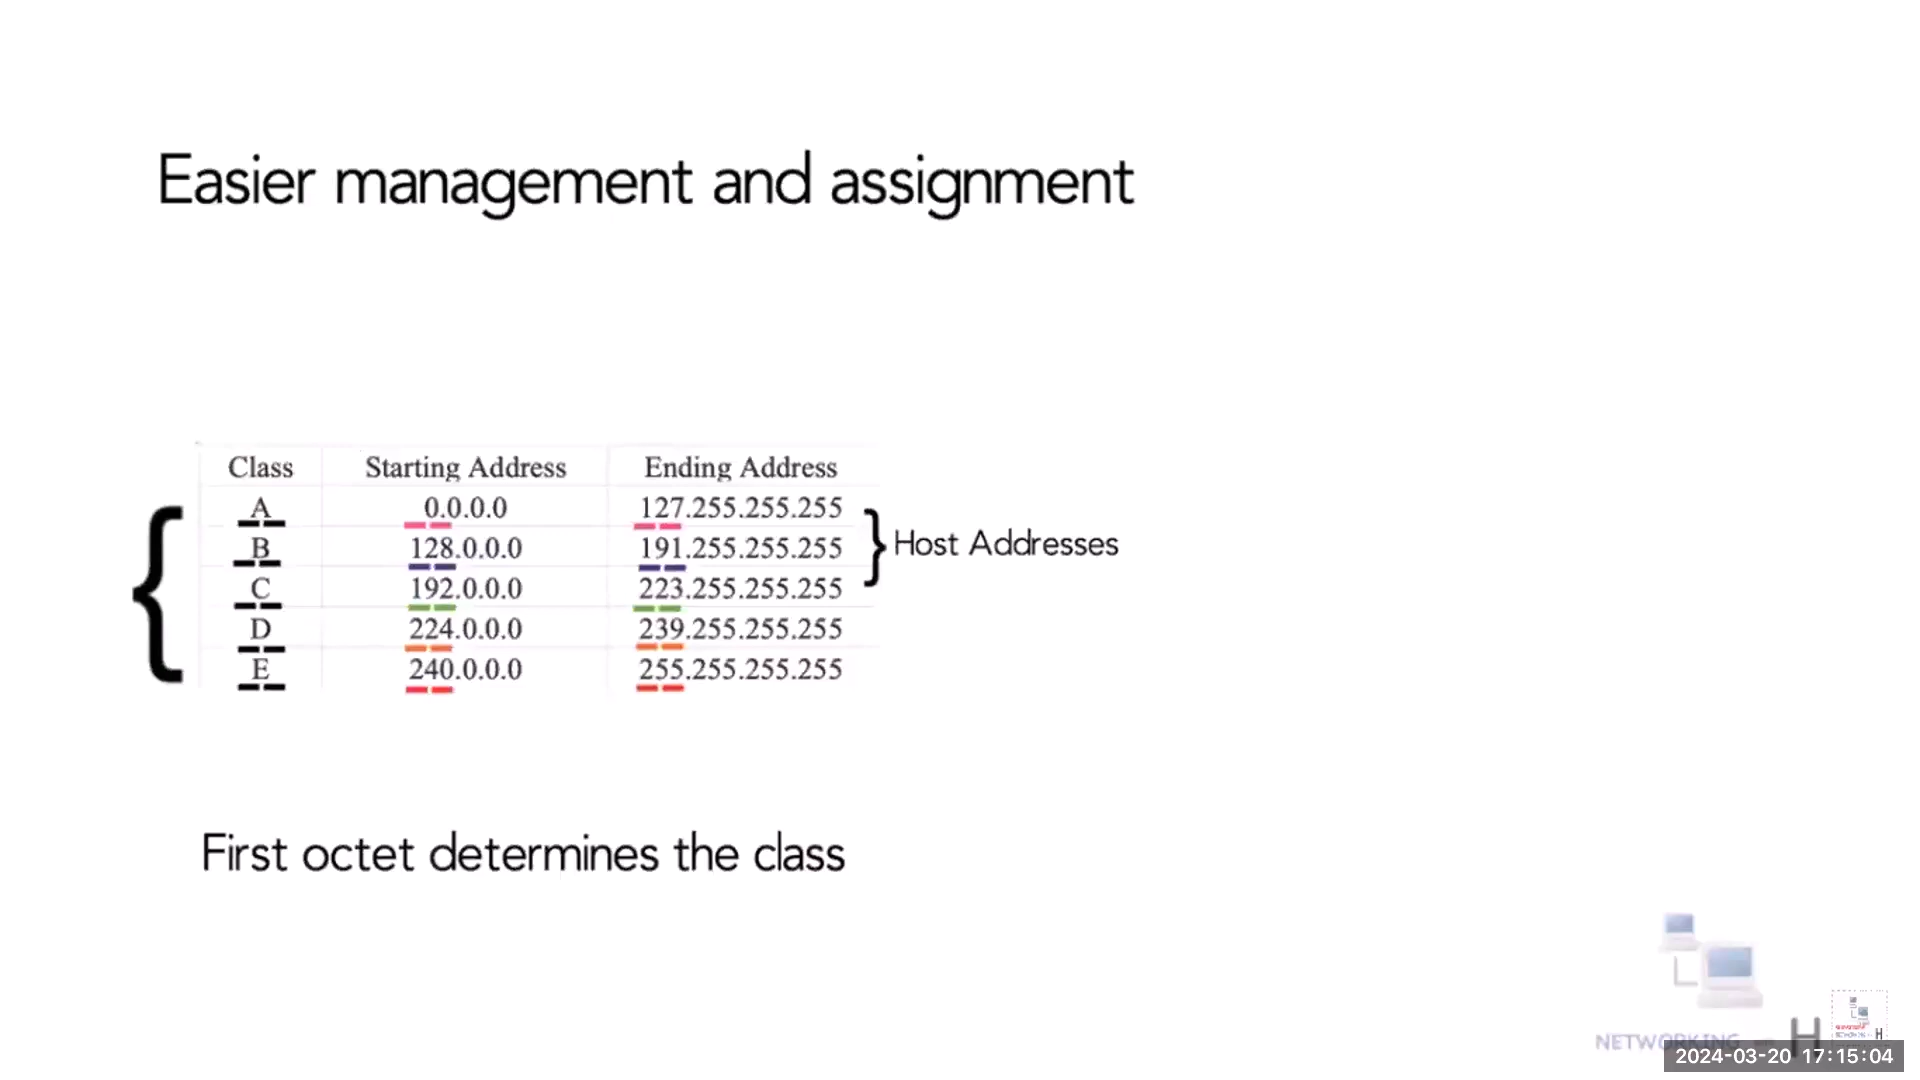 Easier management and assignment
Class Starting Address Ending Address
A 0.0.0.0 127.255.255.255
B 128.0.0.0 191.255.255.255
C 192.0.0.0 223.255.255.255
D 224.0.0.0 239.255.255.255
E 240.0.0.0 255.255.255.255
Host Addresses
First octet determines the class
NETWORKING H
H
2024-03-20 17:15:04